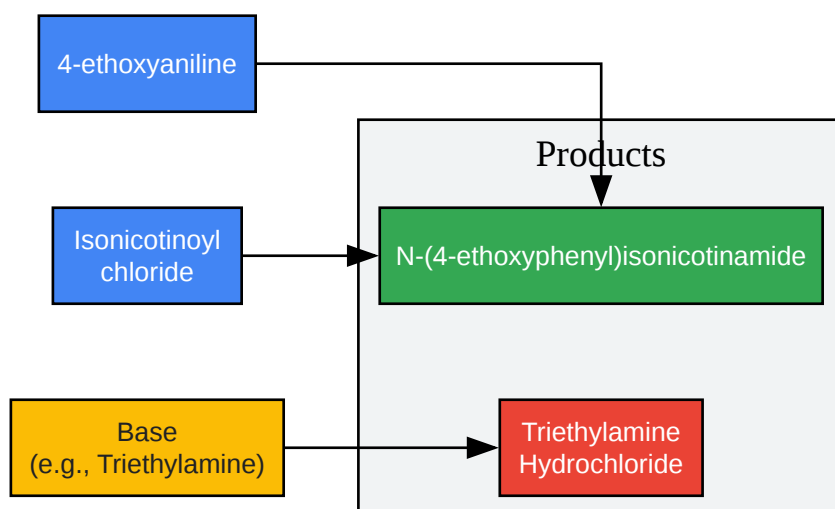 4-ethoxyaniline
Products
Isonicotinoyl
chloride
N-(4-ethoxyphenyl)isonicotinamide
Base
(e.g., Triethylamine)
Triethylamine
Hydrochloride